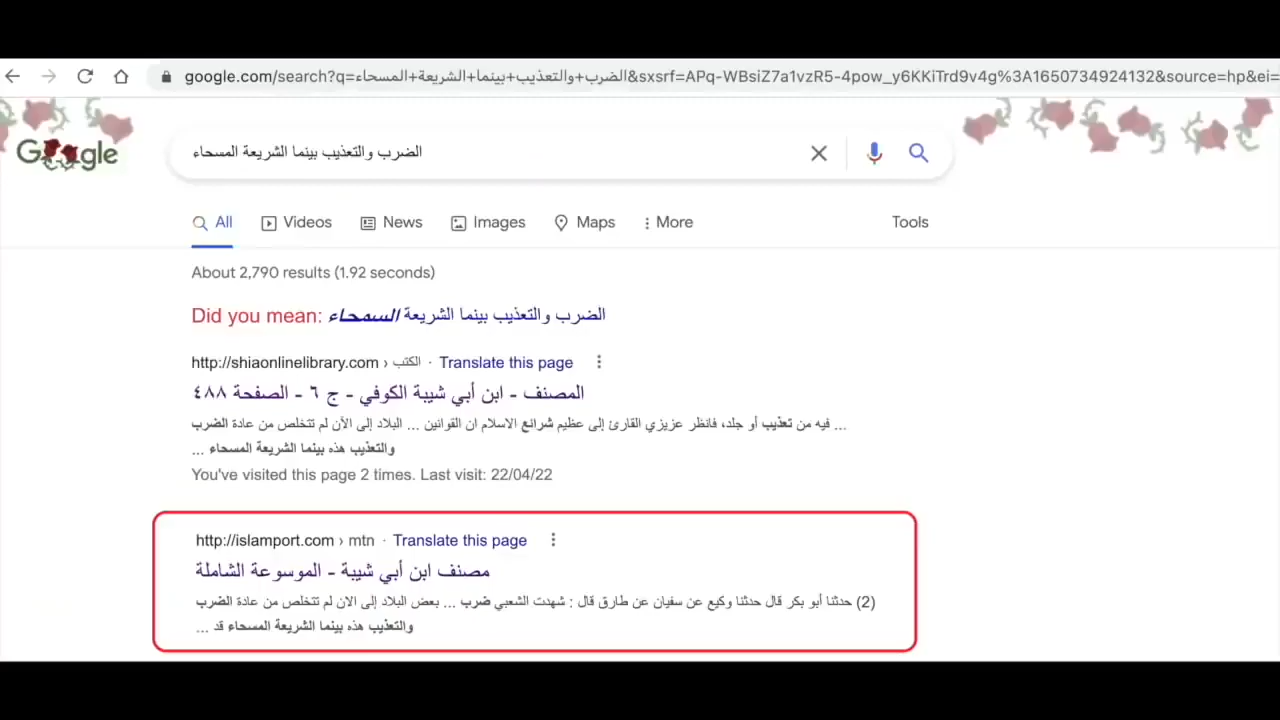 google.com/search?q=الضرب+والتعذيب+بينما+الشريعة+المسحاء&sxsrf=APq-WBsiZ7a1vzR5-4pow_y6KKiTrd9v4g%3A1650734924132&source=hp&ei=
Google
الضرب والتعذيب بينما الشريعة المسحاء
All Videos News Images Maps More Tools
About 2,790 results (1.92 seconds)
Did you mean: الضرب والتعذيب بينما الشريعة السمحاء
http://shiaonlinelibrary.com › الكتب · Translate this page
المصنف - ابن أبي شيبة الكوفي - ج ٦ - الصفحة ٤٨٨
... فيه من تعذيب أو جلد، فانظر عزيزي القارئ إلى عظيم شرائع الاسلام ان القوانين ... البلاد إلى الآن لم تتخلص من عادة الضرب
والتعذيب هذه بينما الشريعة المسحاء ...
You've visited this page 2 times. Last visit: 22/04/22
http://islamport.com › mtn · Translate this page
مصنف ابن أبي شيبة - الموسوعة الشاملة
(2) حدثنا أبو بكر قال حدثنا وكيع عن سفيان عن طارق قال : شهدت الشعبي ضرب ... بعض البلاد إلى الان لم تتخلص من عادة الضرب
والتعذيب هذه بينما الشريعة المسحاء قد ...